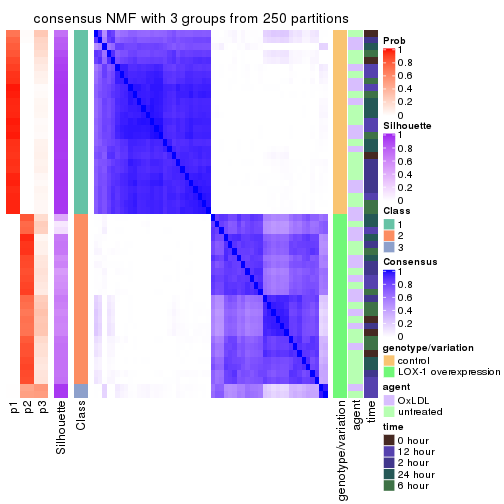 consensus NMF with 3 groups from 250 partitions
Prob
1
0.8
0.6
0.4
0.2
0
Silhouette
1
0.8
0.6
0.4
0.2
0
Class
1
2
3
Consensus
1
0.8
0.6
0.4
0.2
0
genotype/variation
control
LOX-1 overexpression
agent
OxLDL
untreated
time
0 hour
12 hour
2 hour
24 hour
6 hour
p1
p2
p3
Silhouette
Class
genotype/variation
agent
time